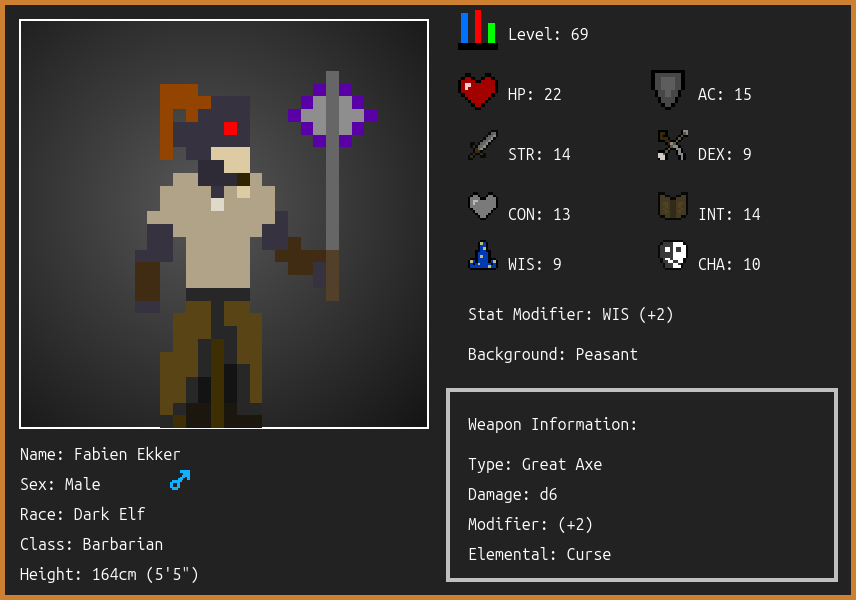 Level: 69
HP: 22
AC: 15
STR: 14
DEX: 9
CON: 13
INT: 14
WIS: 9
CHA: 10
Stat Modifier: WIS (+2)
Background: Peasant
Weapon Information:
Type: Great Axe
Damage: d6
Modifier: (+2)
Elemental: Curse
Name: Fabien Ekker
Sex: Male
Race: Dark Elf
Class: Barbarian
Height: 164cm (5'5")